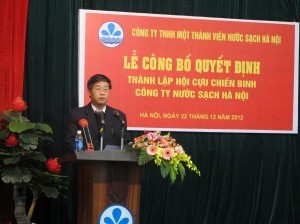 CÔNG TY TNHH MỘT THÀNH VIÊN NƯỚC SẠCH HÀ NỘI
LỄ CÔNG BỐ QUYẾT ĐỊNH
THÀNH LẬP HỘI CỰU CHIẾN BINH
CÔNG TY NƯỚC SẠCH HÀ NỘI
HÀ NỘI, NGÀY 22 THÁNG 12 NĂM 2012